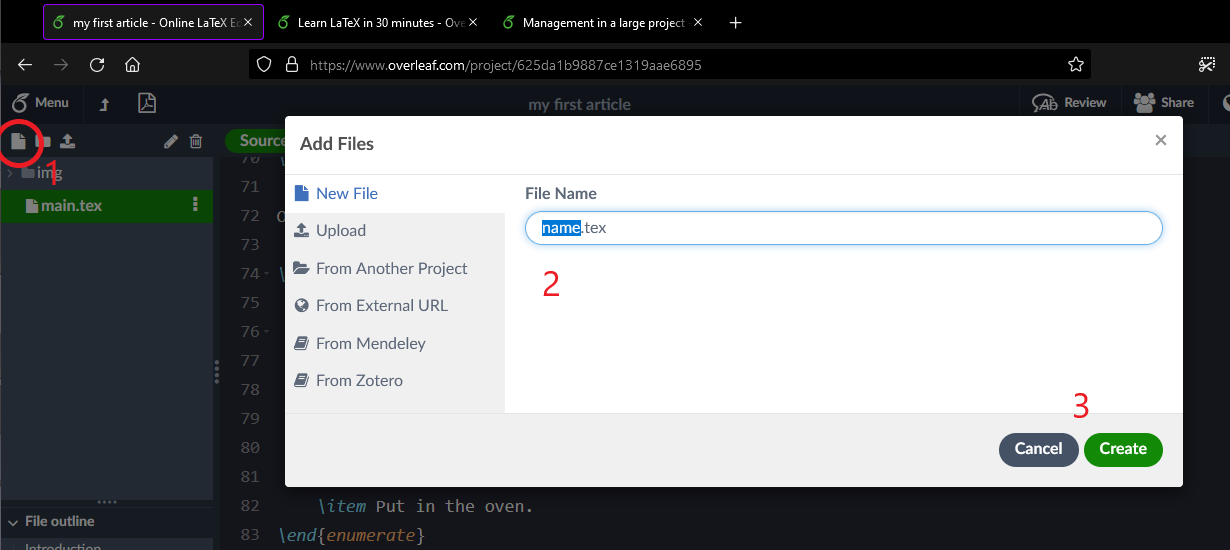 my first article - Online LaTeX Ed
Learn LaTeX in 30 minutes - Ove
Management in a large project -
https://www.overleaf.com/project/625da1b9887ce1319aae6895
Menu
my first article
Review
Share
Source
1
img
main.tex
Add Files
New File
Upload
From Another Project
From External URL
From Mendeley
From Zotero
File Name
name.tex
2
3
Cancel
Create
70 \
71
72 O
73
74 \
75
76
77
78
79
80
81
82 \item Put in the oven.
83 \end{enumerate}
File outline
Introduction